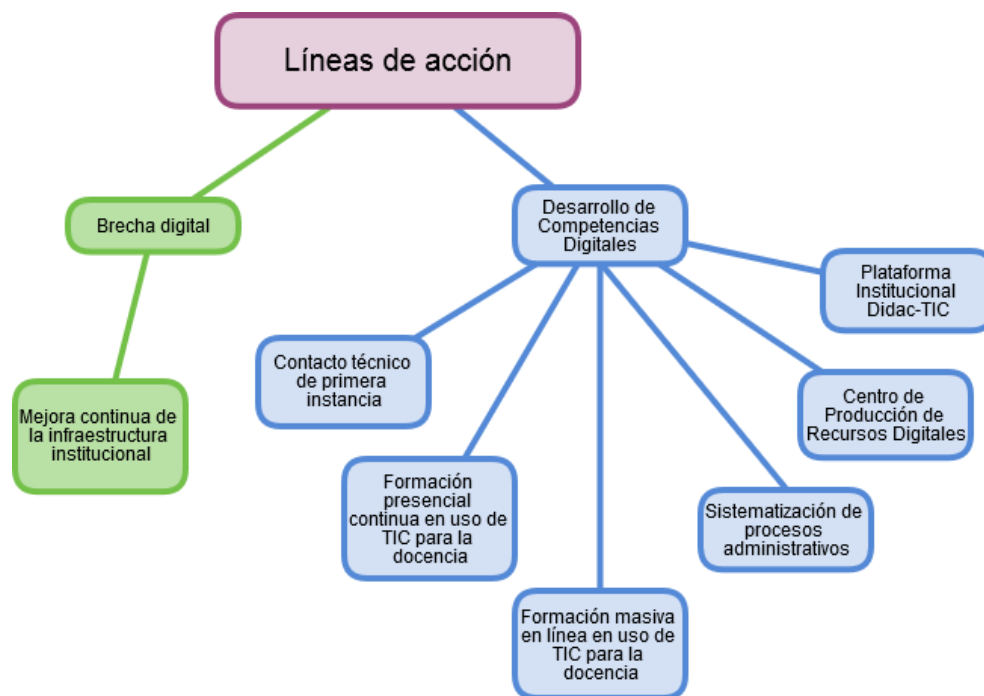 Líneas de acción
Brecha digital
Desarrollo de
Competencias
Digitales
Plataforma
Institucional
Didac-TIC
Contacto técnico
de primera
instancia
Centro de
Producción de
Recursos Digitales
Mejora continua de
la infraestructura
institucional
Formación
presencial
continua en uso de
TIC para la
docencia
Sistematización de
procesos
administrativos
Formación masiva
en línea en uso de
TIC para la
docencia